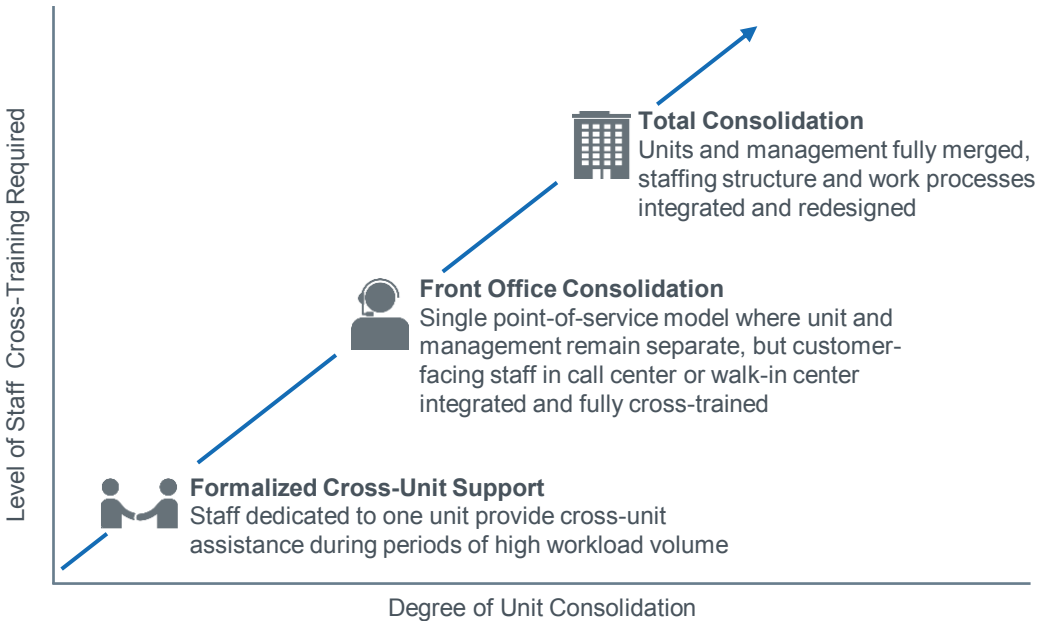 Level of Staff Cross-Training Required
Total Consolidation
Units and management fully merged,
staffing structure and work processes
integrated and redesigned
Front Office Consolidation
Single point-of-service model where unit and
management remain separate, but customer-
facing staff in call center or walk-in center
integrated and fully cross-trained
Formalized Cross-Unit Support
Staff dedicated to one unit provide cross-unit
assistance during periods of high workload volume
Degree of Unit Consolidation